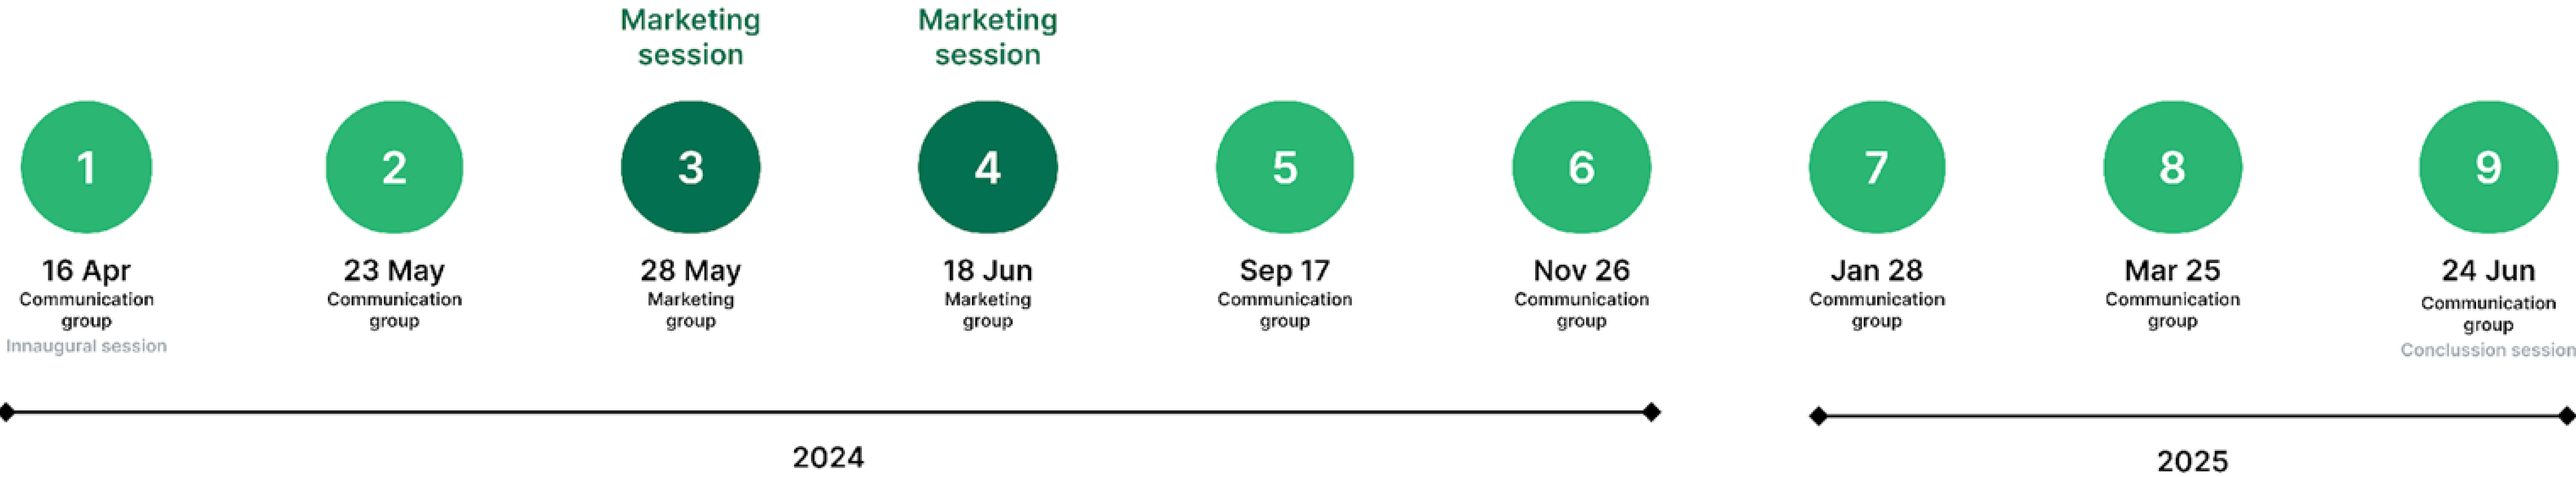 Marketing
session
Marketing
session
1
2
3
4
5
6
7
8
9
16 Apr
Communication
group
Innaugural session
23 May
Communication
group
28 May
Marketing
group
18 Jun
Marketing
group
Sep 17
Communication
group
Nov 26
Communication
group
Jan 28
Communication
group
Mar 25
Communication
group
24 Jun
Communication
group
Conclussion session
2024
2025